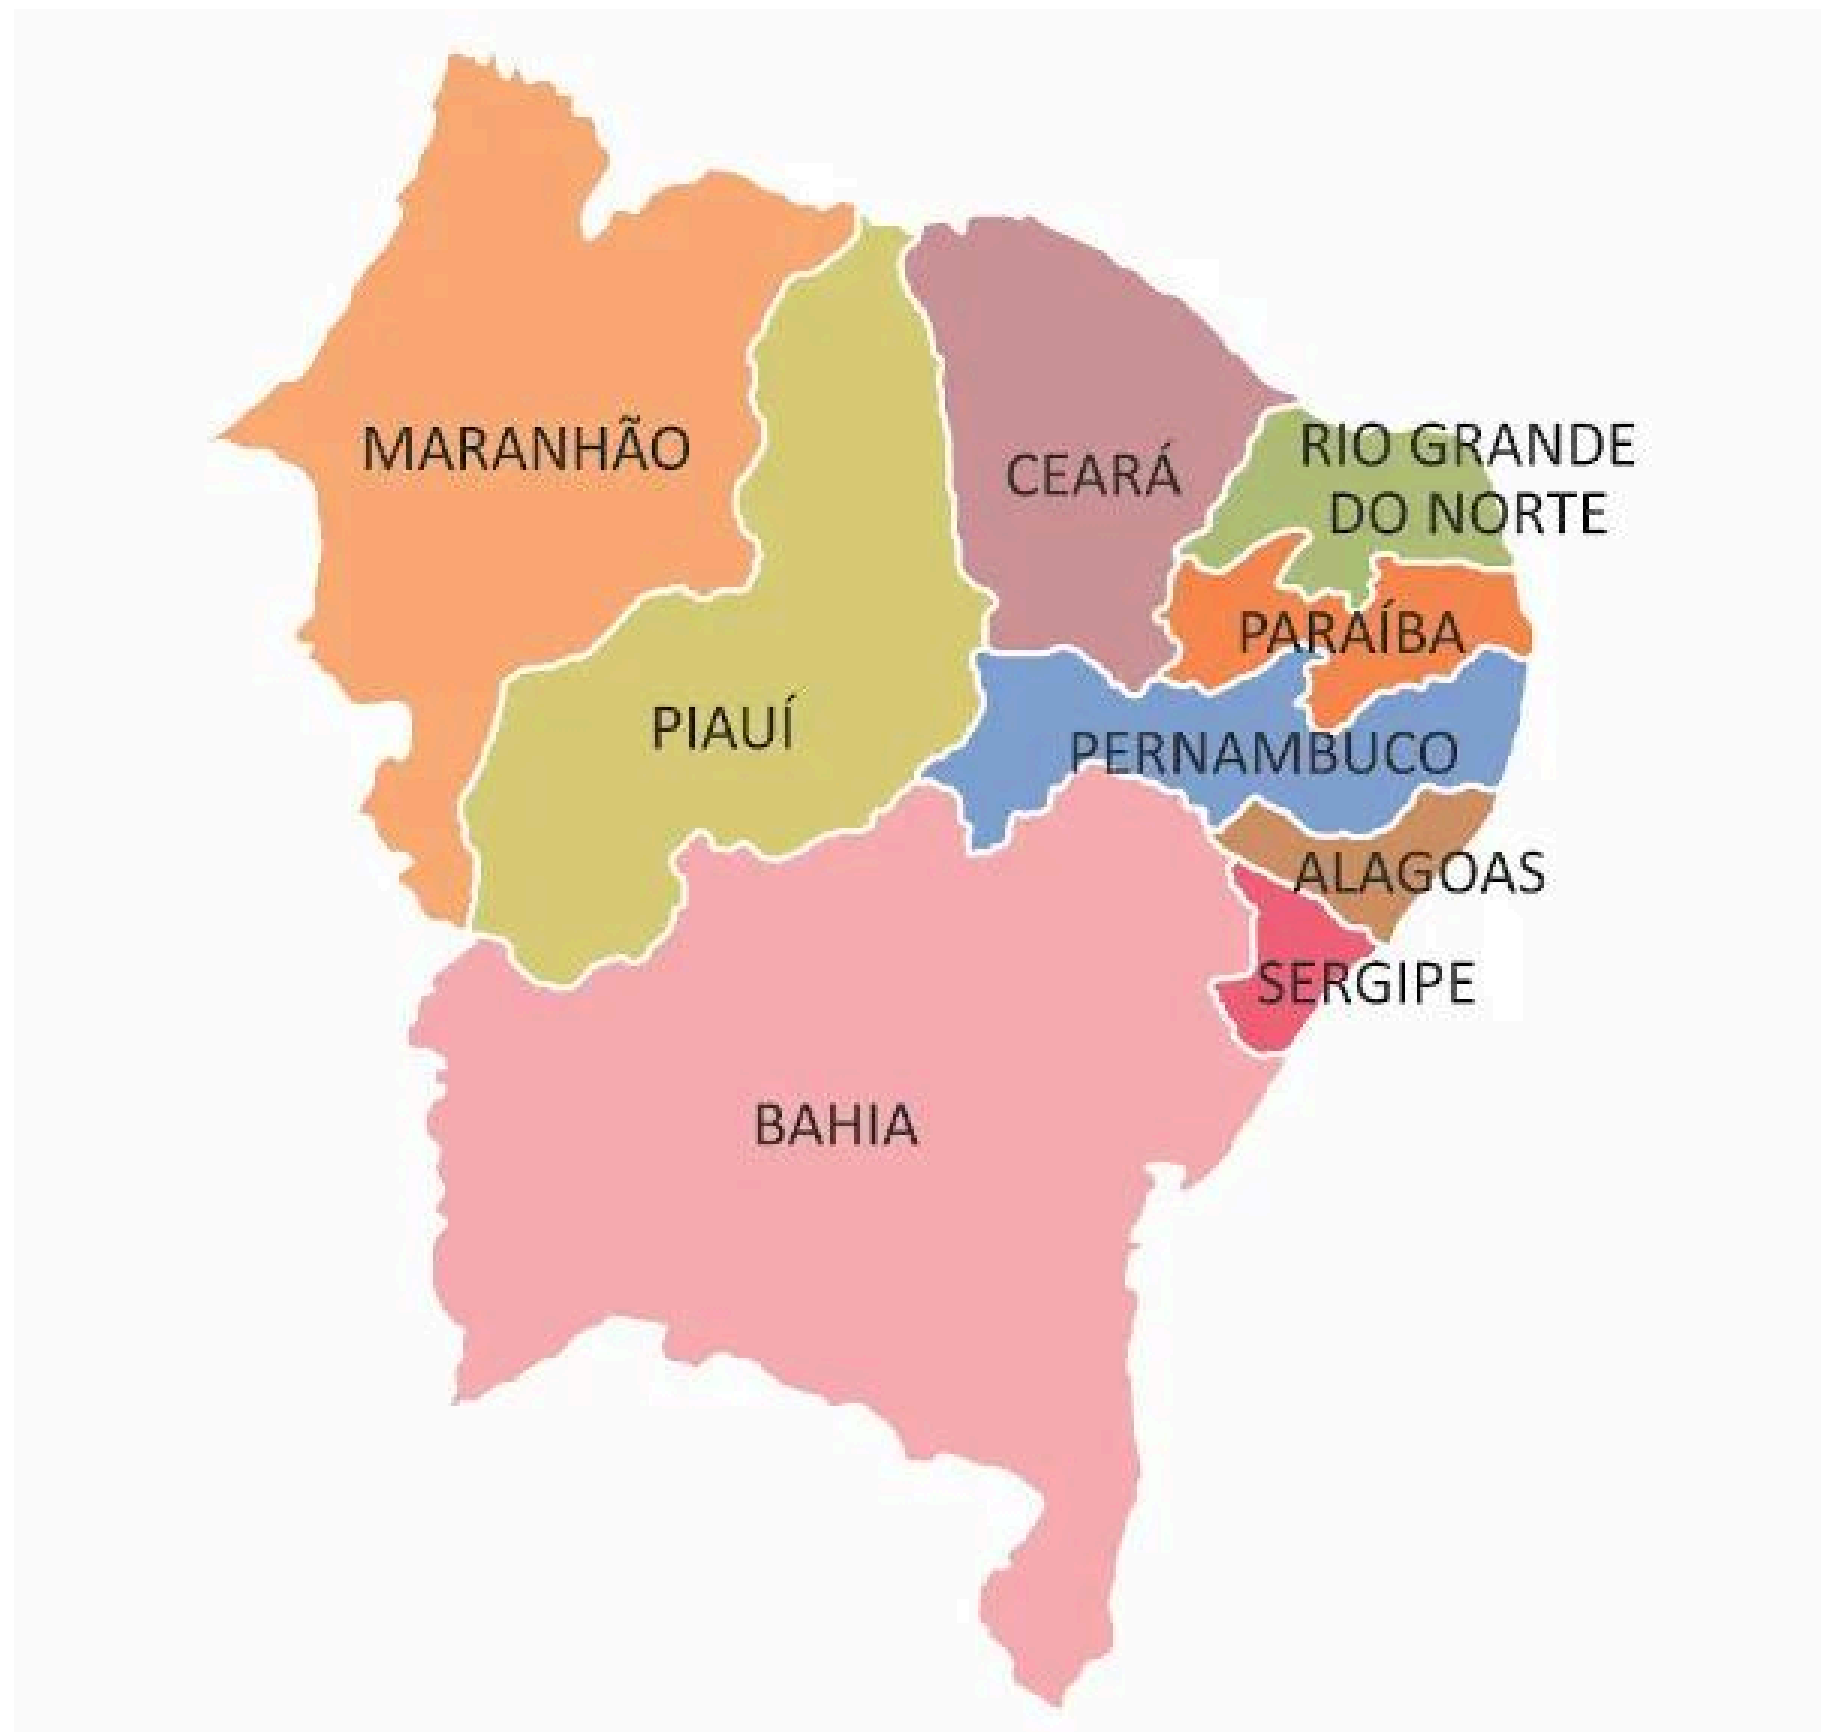 MARANHÃO
CEARÁ
RIO GRANDE
DO NORTE
PARAÍBA
PIAUÍ
PERNAMBUCO
ALAGOAS
SERGIPE
BAHIA